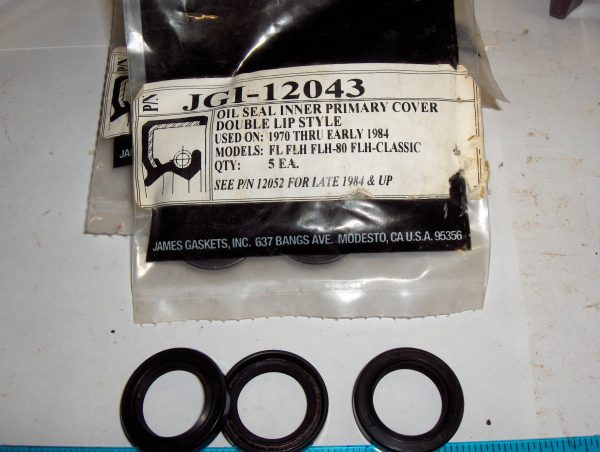 P/N JGI-12043
OIL SEAL INNER PRIMARY COVER
DOUBLE LIP STYLE
USED ON: 1970 THRU EARLY 1984
MODELS: FL FLH FLH-80 FLH-CLASSIC
QTY: 5 EA.
SEE P/N 12052 FOR LATE 1984 & UP
JAMES GASKETS, INC. 637 BANGS AVE. MODESTO, CA U.S.A. 95356
P/N
JAM